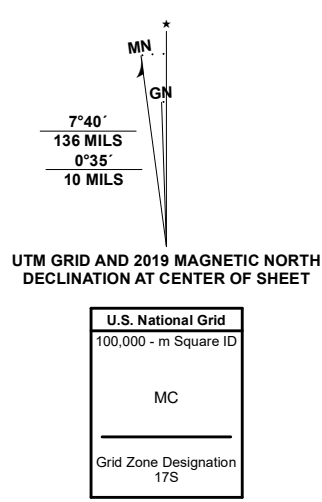 ★
MN
GN
7°40´
136 MILS
0°35´
10 MILS
UTM GRID AND 2019 MAGNETIC NORTH
DECLINATION AT CENTER OF SHEET
U.S. National Grid
100,000 - m Square ID
MC
Grid Zone Designation
17S